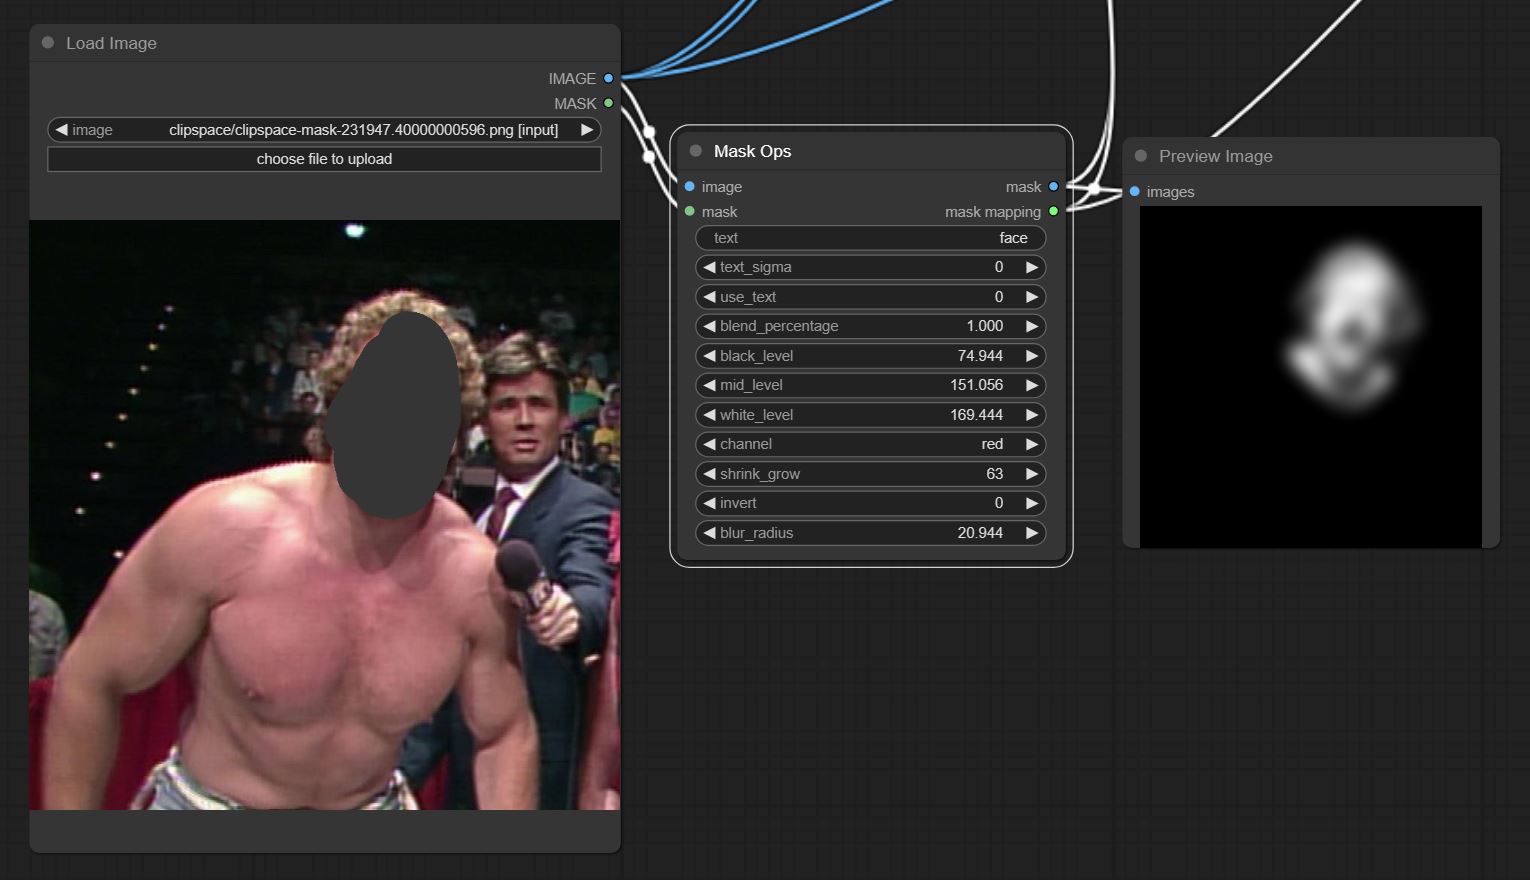 Load Image
IMAGE
MASK
image clipspace/clipspace-mask-231947.40000000596.png [input]
choose file to upload
Mask Ops
image mask
mask mask mapping
text face
text_sigma 0
use_text 0
blend_percentage 1.000
black_level 74.944
mid_level 151.056
white_level 169.444
channel red
shrink_grow 63
invert 0
blur_radius 20.944
Preview Image
images